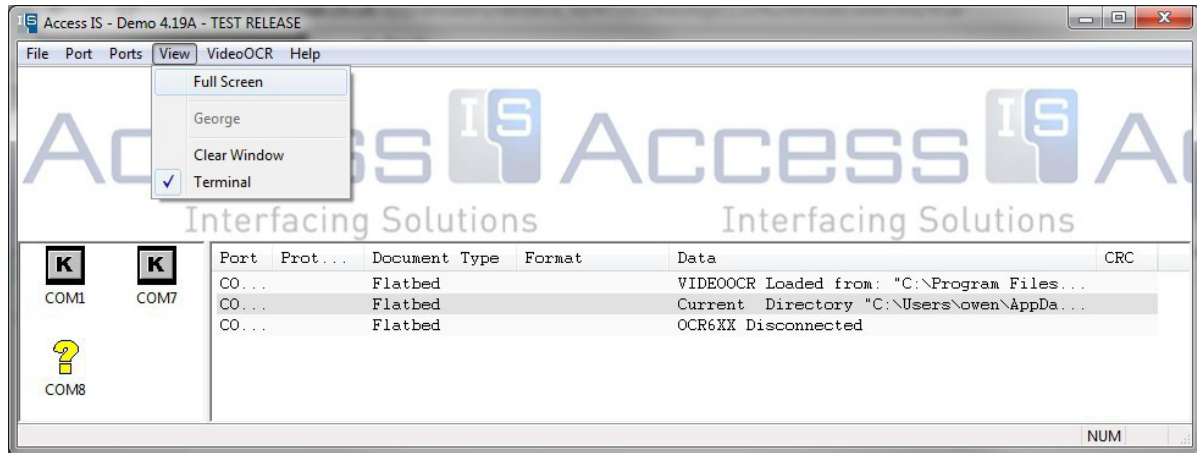 Access IS - Demo 4.19A - TEST RELEASE
File Port Ports View VideoOCR Help
Full Screen
George
Clear Window
Terminal
Access IS Access IS A
Interfacing Solutions Interfacing Solutions
Port Prot... Document Type Format Data CRC
CO... Flatbed VIDEOOCR Loaded from: "C:\Program Files...
CO... Flatbed Current Directory "C:\Users\owen\AppDa...
CO... Flatbed OCR6XX Disconnected
K K
COM1 COM7
?
COM8
NUM